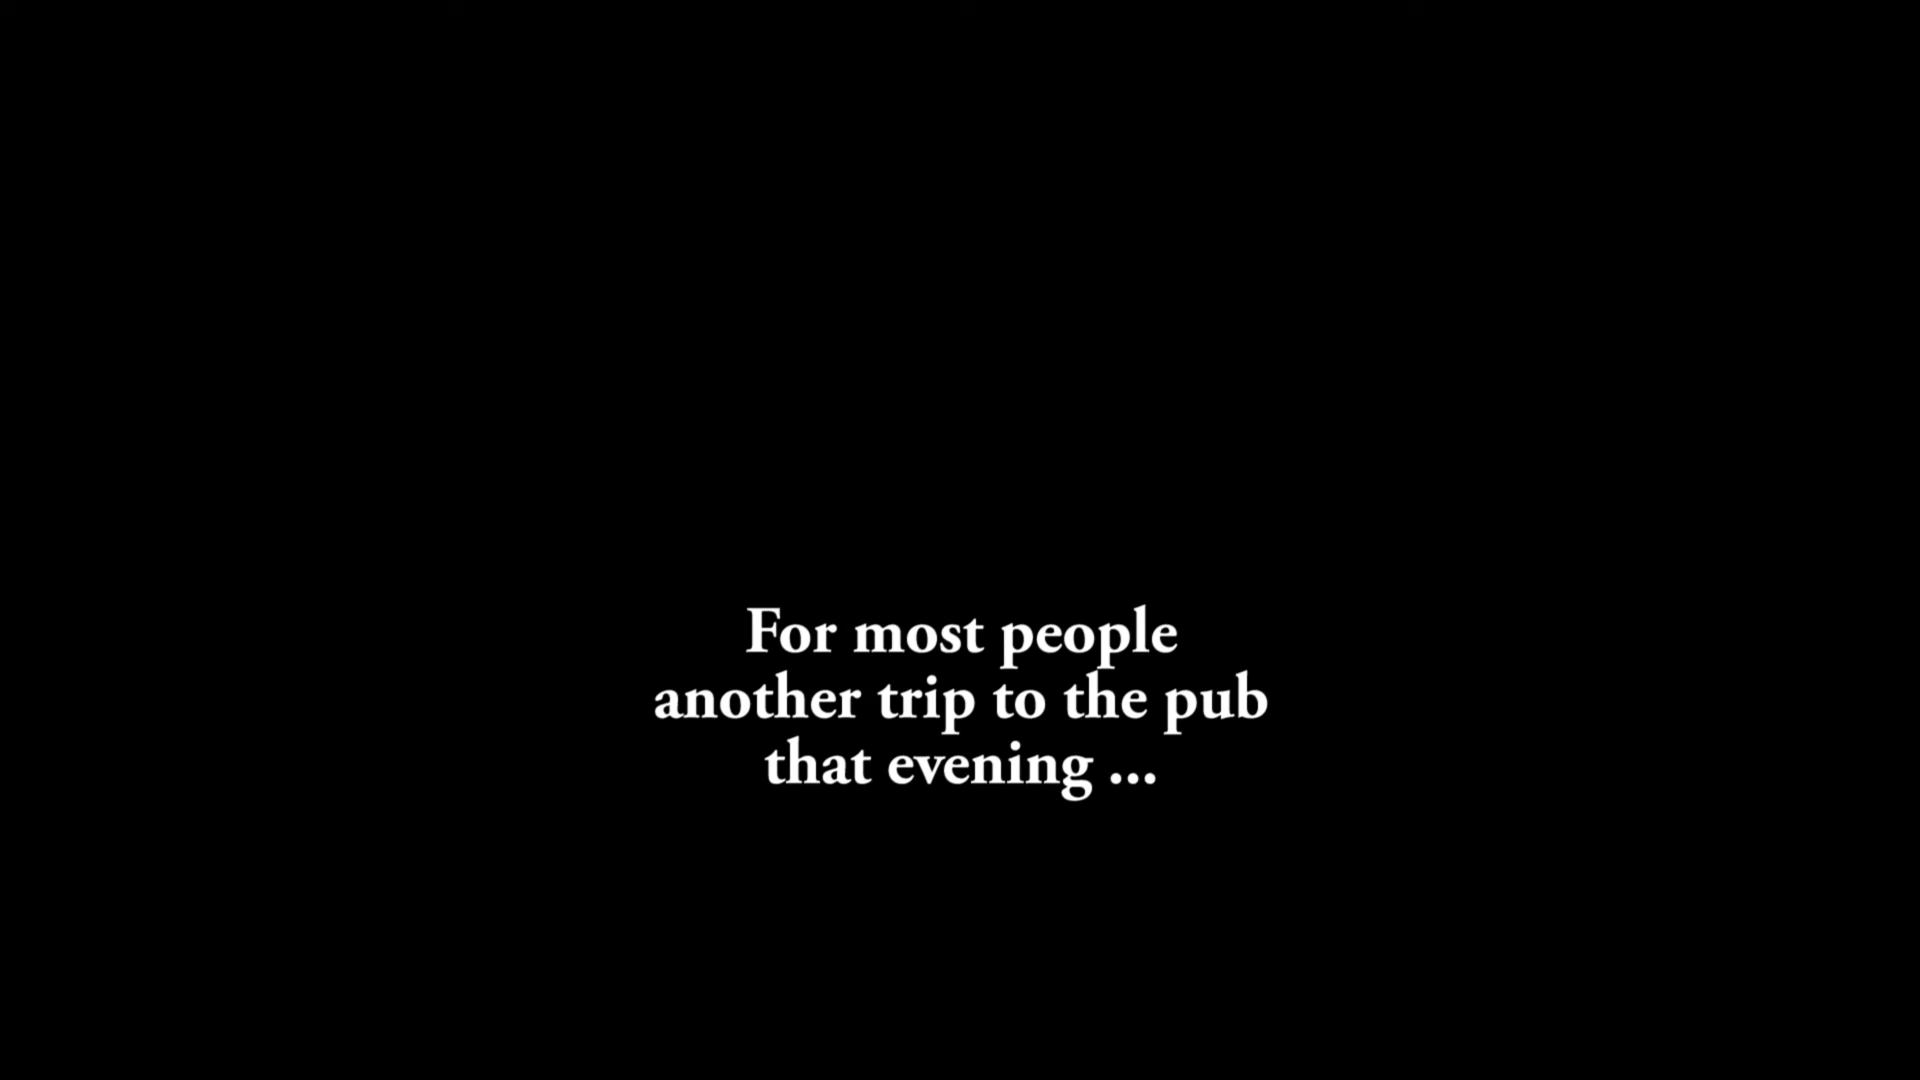 For most people
another trip to the pub
that evening ...